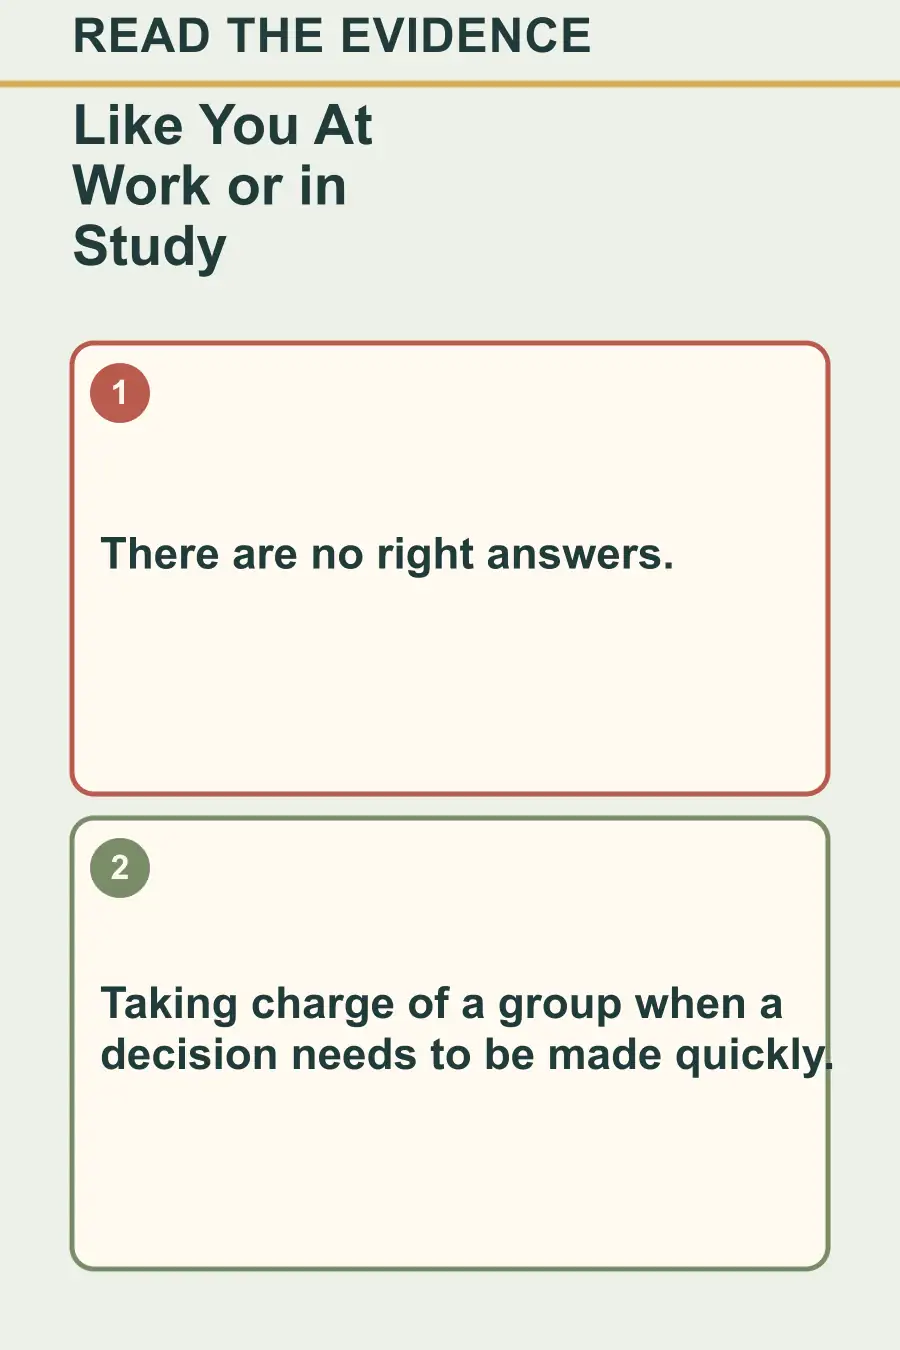 READ THE EVIDENCE
Like You At
Work or in
Study
1
There are no right answers.
2
Taking charge of a group when a
decision needs to be made quickly.